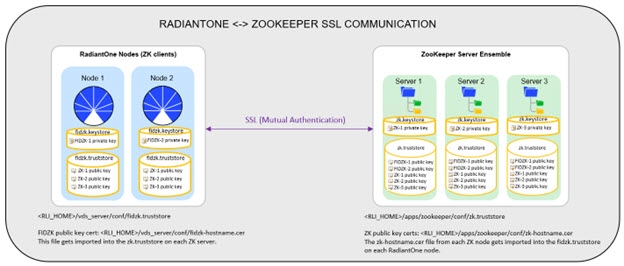 RADIANTONE <-> ZOOKEEPER SSL COMMUNICATION
RadiantOne Nodes (ZK clients)
Node 1
Node 2
fidzk.keystore
fidzk.keystore
FIDZK-1 private key
FIDZK-2 private key
fidzk.truststore
fidzk.truststore
ZK-1 public key
ZK-2 public key
ZK-3 public key
ZK-1 public key
ZK-2 public key
ZK-3 public key
SSL (Mutual Authentication)
ZooKeeper Server Ensemble
Server 1
Server 2
Server 3
zk.keystore
zk.keystore
zk.keystore
ZK-1 private key
ZK-2 private key
ZK-3 private key
zk.truststore
zk.truststore
zk.truststore
FIDZK-1 public key
FIDZK-2 public key
ZK-1 public key
ZK-2 public key
ZK-3 public key
FIDZK-1 public key
FIDZK-2 public key
ZK-1 public key
ZK-2 public key
ZK-3 public key
FIDZK-1 public key
FIDZK-2 public key
ZK-1 public key
ZK-2 public key
ZK-3 public key
<RLI_HOME>/vds_server/conf/fidzk.truststore
FIDZK public key cert: <RLI_HOME>/vds_server/conf/fidzk-hostname.cer
This file gets imported into the zk.truststore on each ZK server.
<RLI_HOME>/apps/zookeeper/conf/zk.truststore
ZK public key certs: <RLI_HOME>/apps/zookeeper/conf/zk-hostname.cer
The zk-hostname.cer file from each ZK node gets imported into the fidzk.truststore
on each RadiantOne node.